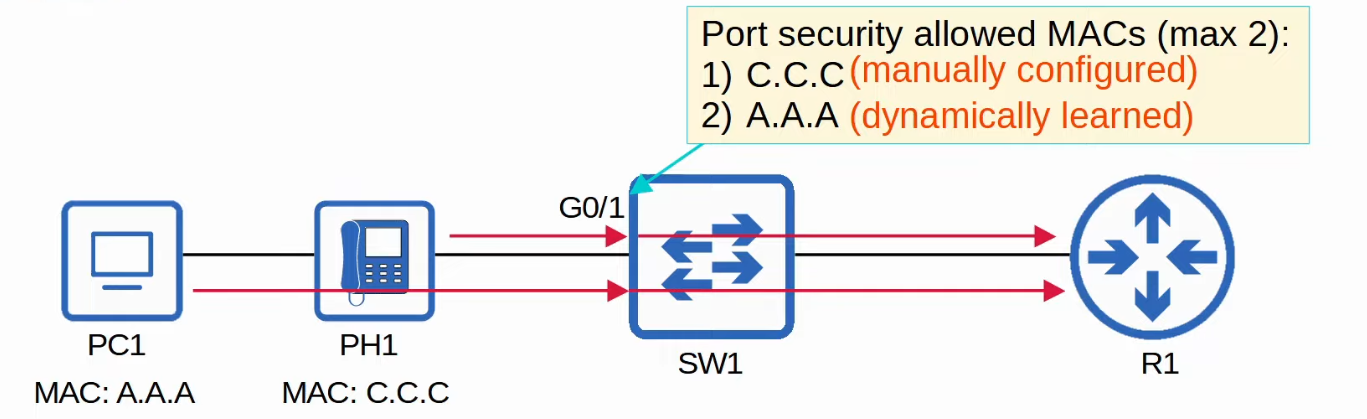 Port security allowed MACs (max 2):
1) C.C.C (manually configured)
2) A.A.A (dynamically learned)
G0/1
PC1
PH1
SW1
R1
MAC: A.A.A
MAC: C.C.C